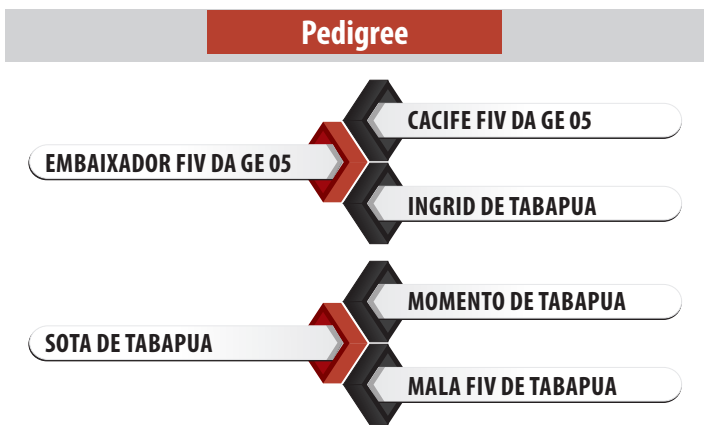 Pedigree
CACIFE FIV DA GE 05
EMBAIXADOR FIV DA GE 05
INGRID DE TABAPUA
MOMENTO DE TABAPUA
SOTA DE TABAPUA
MALA FIV DE TABAPUA